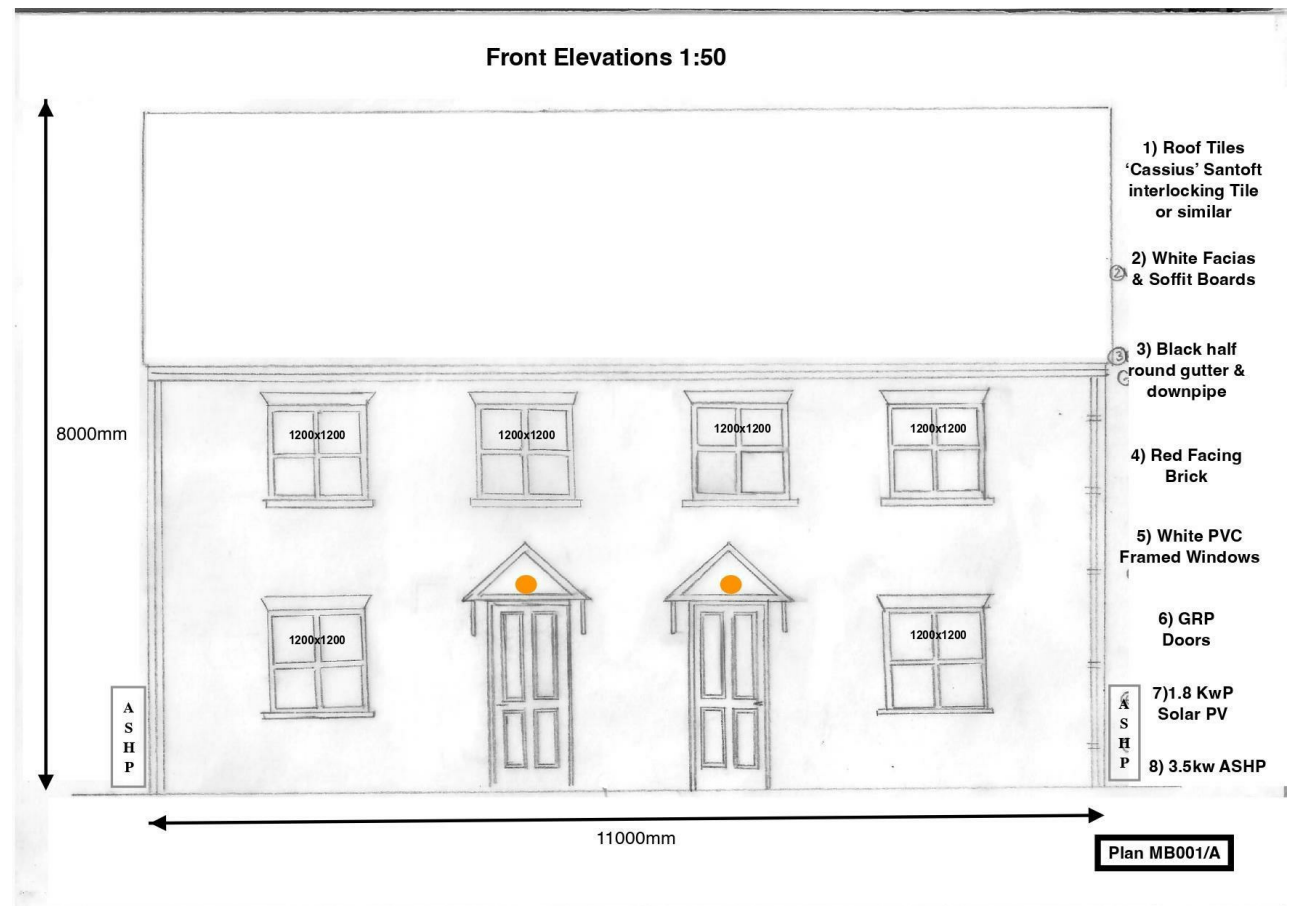 Front Elevations 1:50
1) Roof Tiles
‘Cassius’ Santoft
interlocking Tile
or similar
2
2) White Facias
& Soffit Boards
3
3) Black half
round gutter &
downpipe
8000mm
1200x1200
1200x1200
1200x1200
1200x1200
4) Red Facing
Brick
5) White PVC
Framed Windows
1200x1200
1200x1200
6) GRP
Doors
A
S
H
P
A
S
H
P
7)1.8 KwP
Solar PV
8) 3.5kw ASHP
11000mm
Plan MB001/A